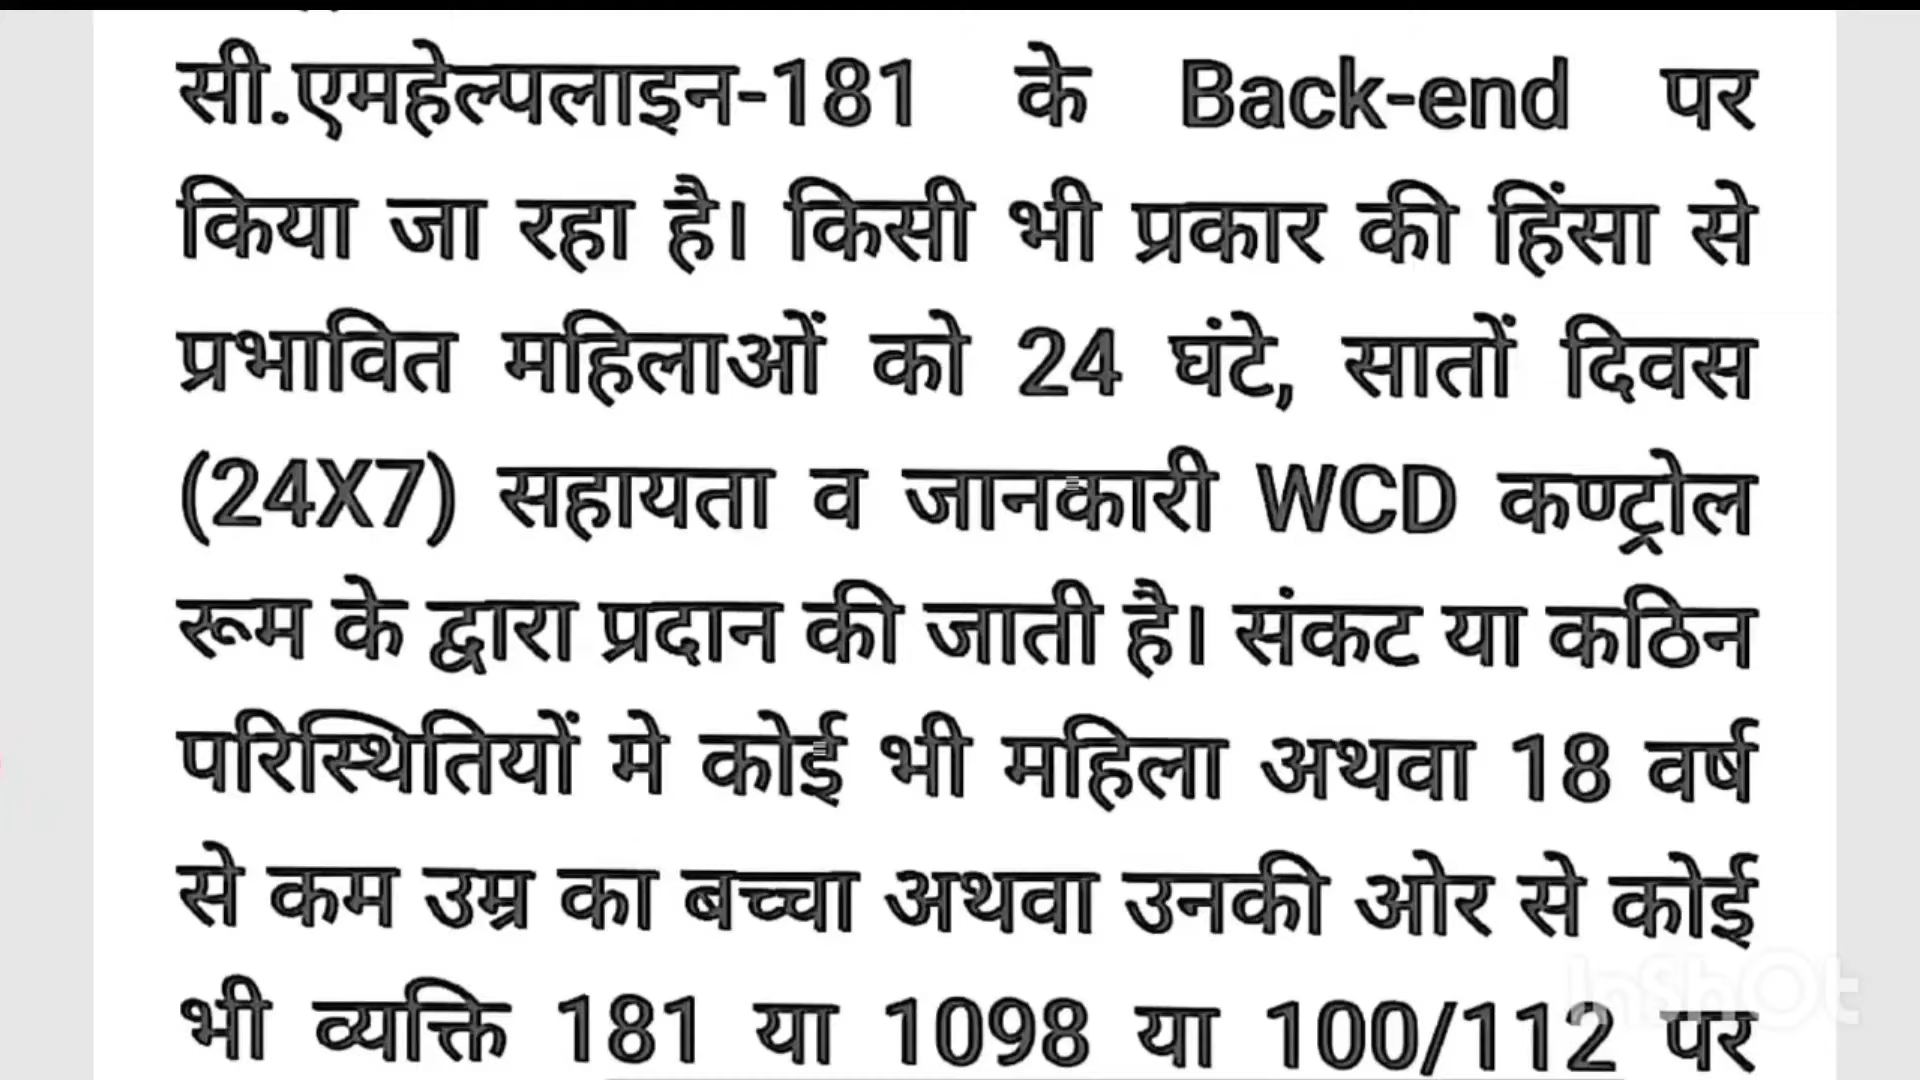 सी.एमहेल्पलाइन-181 के Back-end पर
किया जा रहा है। किसी भी प्रकार की हिंसा से
प्रभावित महिलाओं को 24 घंटे, सातों दिवस
(24X7) सहायता व जानकारी WCD कण्ट्रोल
रूम के द्वारा प्रदान की जाती है। संकट या कठिन
परिस्थितियों मे कोई भी महिला अथवा 18 वर्ष
से कम उम्र का बच्चा अथवा उनकी ओर से कोई
भी व्यक्ति 181 या 1098 या 100/112 पर
InShOt